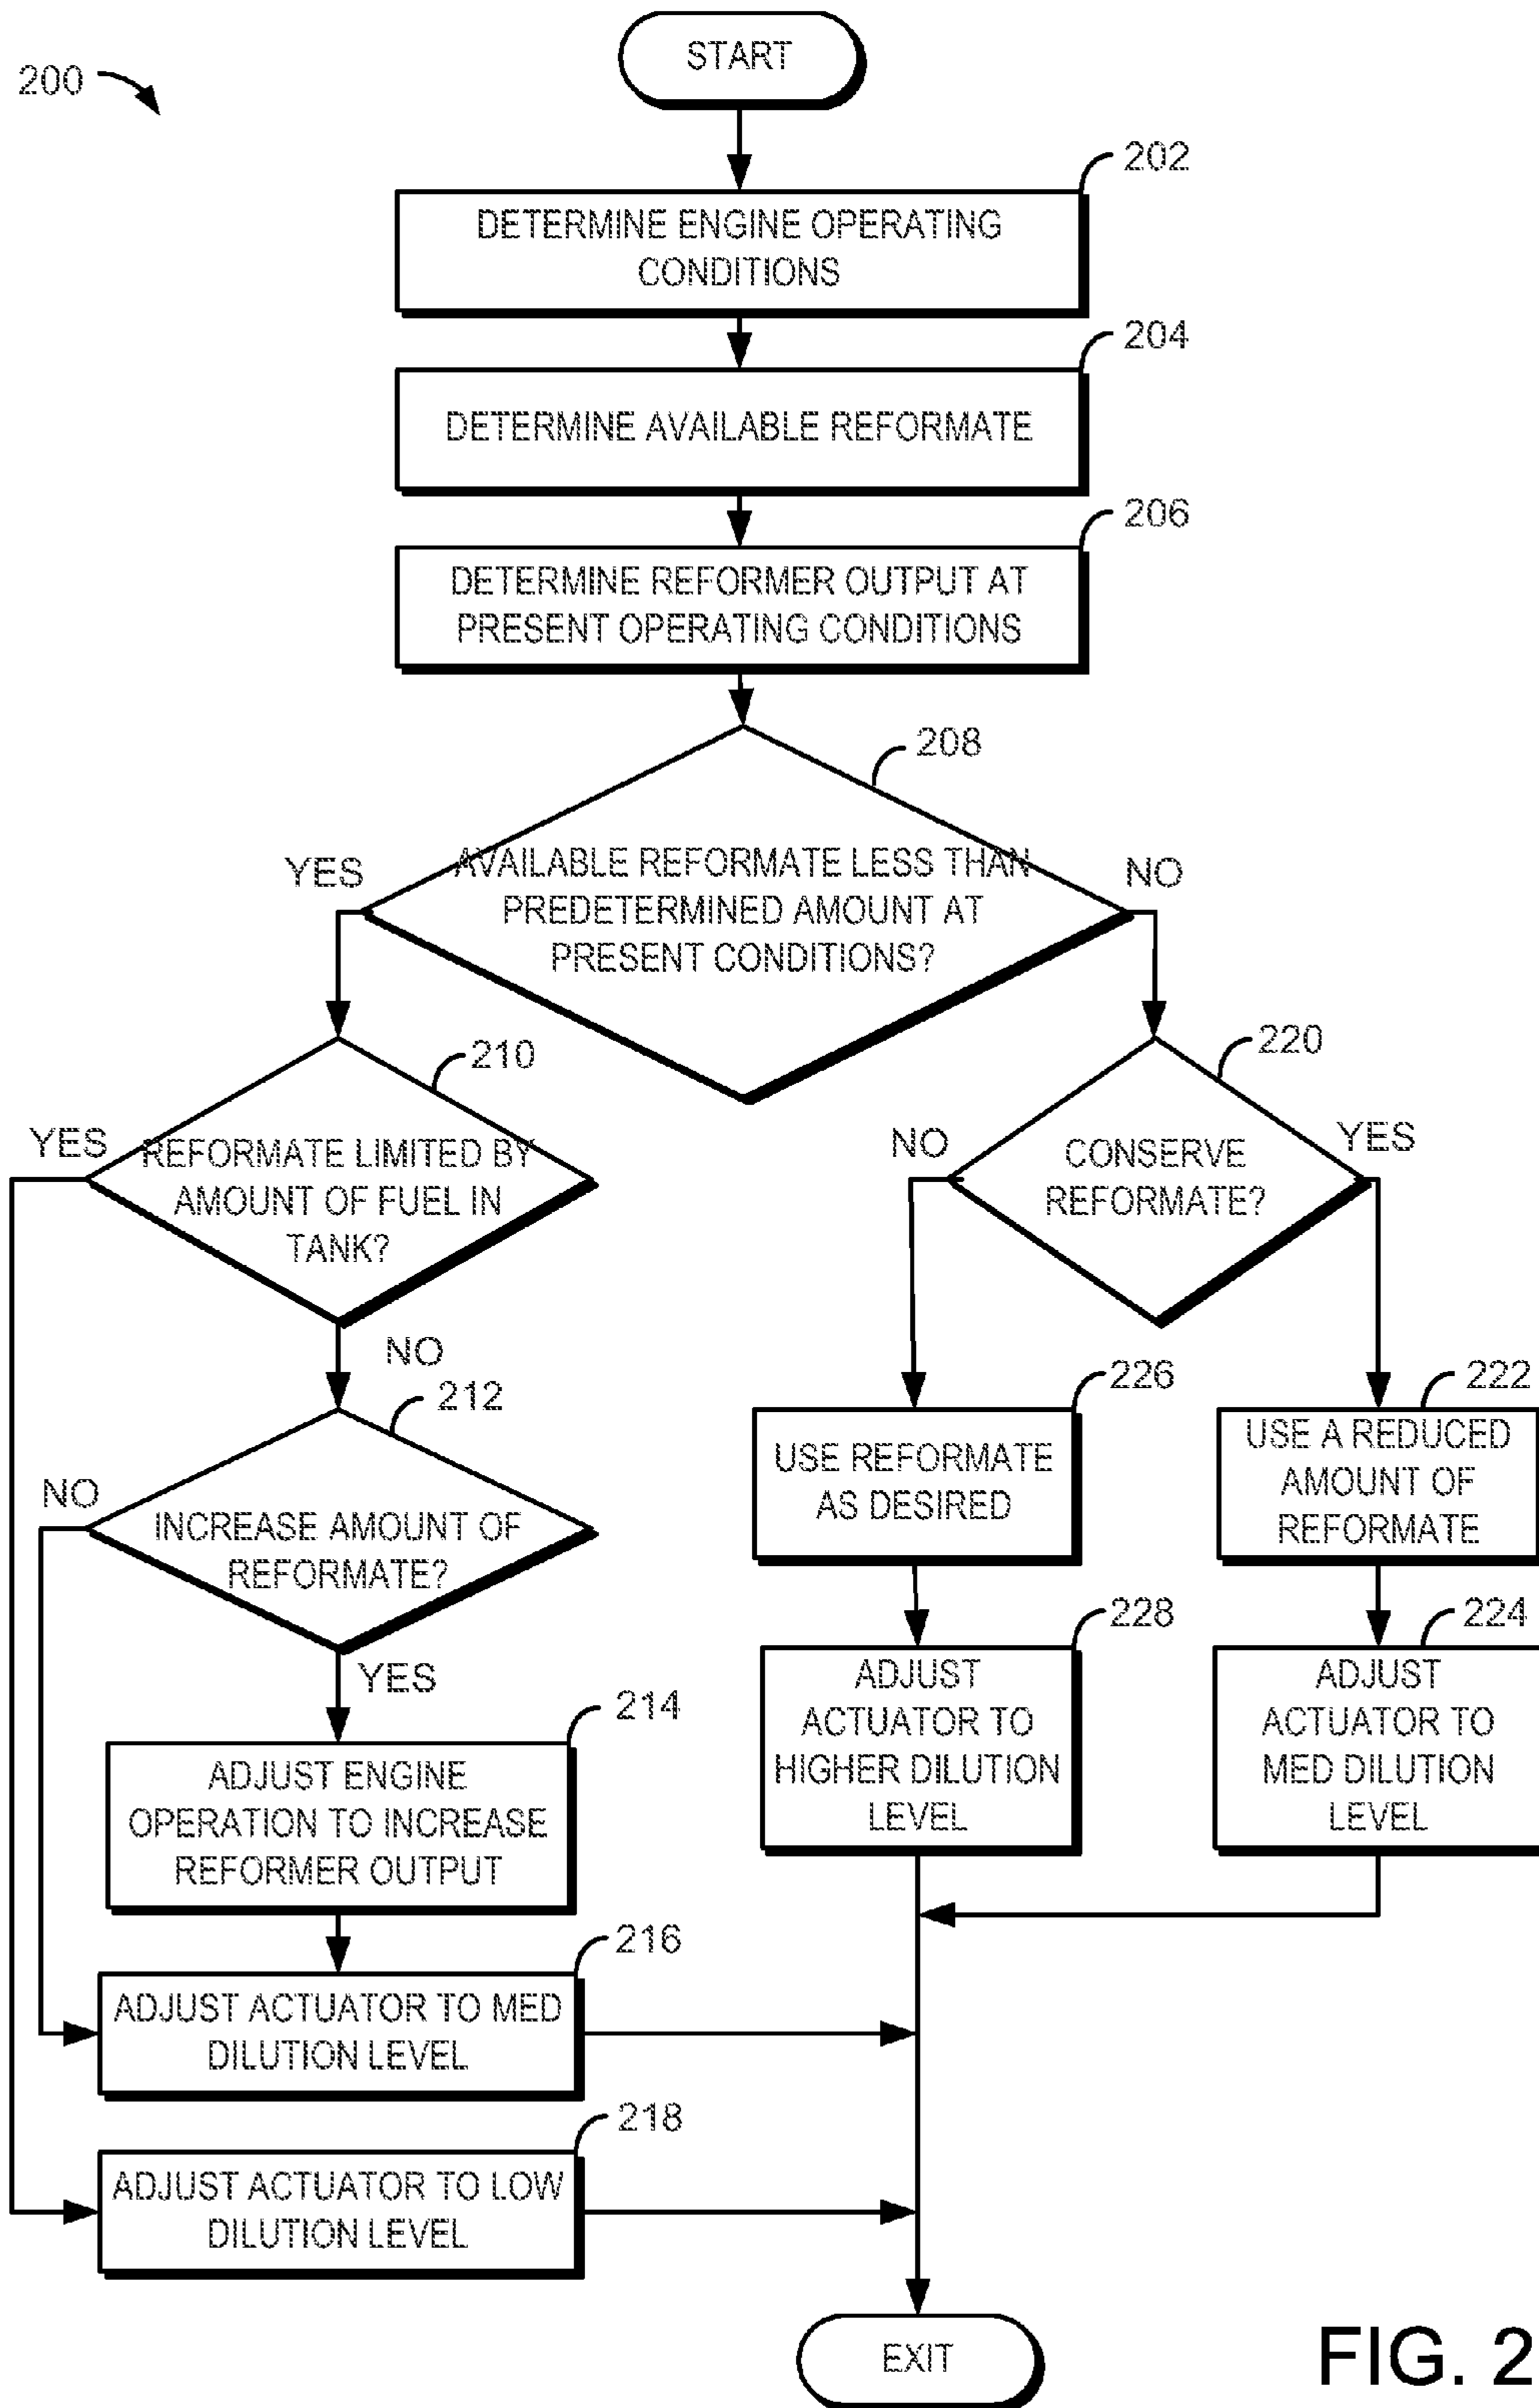 START
200
202
DETERMINE ENGINE OPERATING
CONDITIONS
204
DETERMINE AVAILABLE REFORMATE
206
DETERMINE REFORMER OUTPUT AT
PRESENT OPERATING CONDITIONS
208
YES
AVAILABLE REFORMATE LESS THAN
PREDETERMINED AMOUNT AT
PRESENT CONDITIONS?
NO
210
YES
REFORMATE LIMITED BY
AMOUNT OF FUEL IN
TANK?
NO
212
NO
INCREASE AMOUNT OF
REFORMATE?
YES
214
ADJUST ENGINE
OPERATION TO INCREASE
REFORMER OUTPUT
216
ADJUST ACTUATOR TO MED
DILUTION LEVEL
218
ADJUST ACTUATOR TO LOW
DILUTION LEVEL
220
NO
CONSERVE
REFORMATE?
YES
226
USE REFORMATE
AS DESIRED
222
USE A REDUCED
AMOUNT OF
REFORMATE
228
ADJUST
ACTUATOR TO
HIGHER DILUTION
LEVEL
224
ADJUST
ACTUATOR TO
MED DILUTION
LEVEL
EXIT
FIG. 2